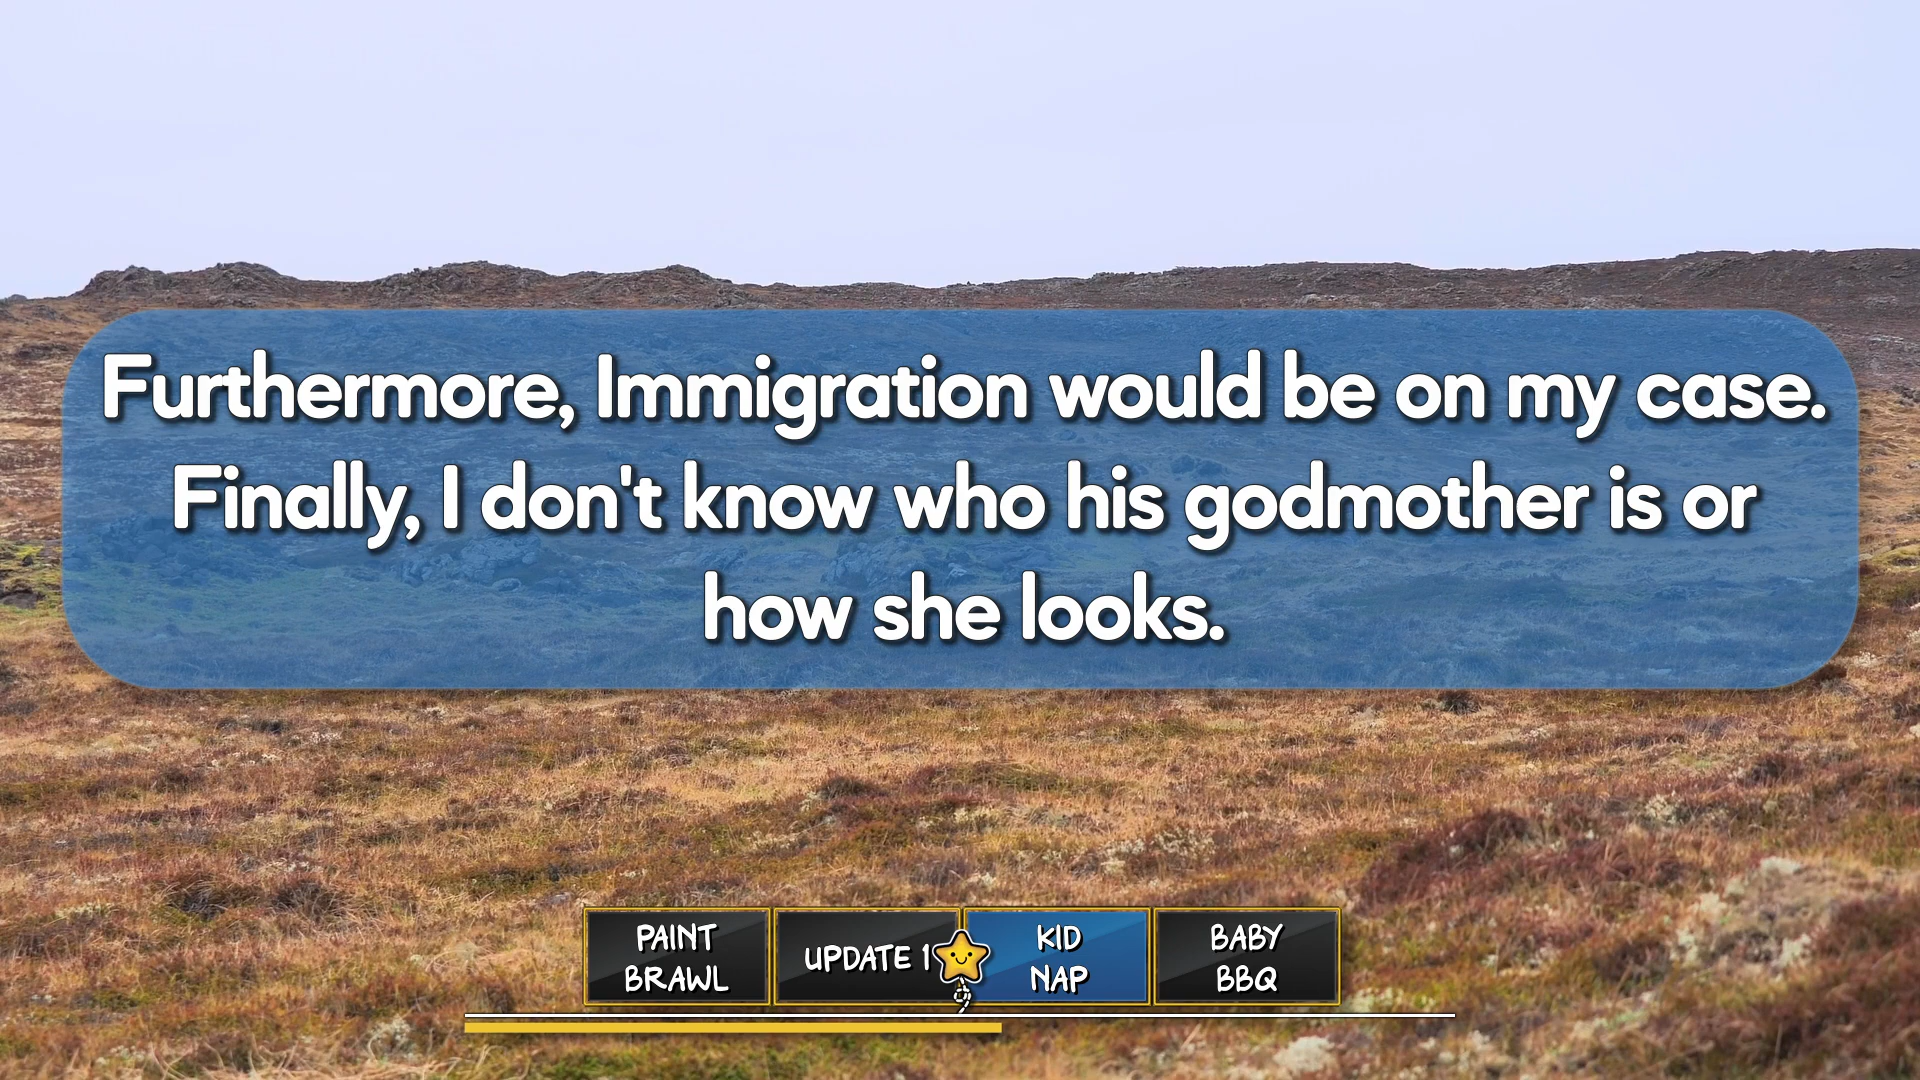 Furthermore, Immigration would be on my case.
Finally, I don't know who his godmother is or
how she looks.
PAINT
BRAWL
UPDATE 1
KID
NAP
BABY
BBQ